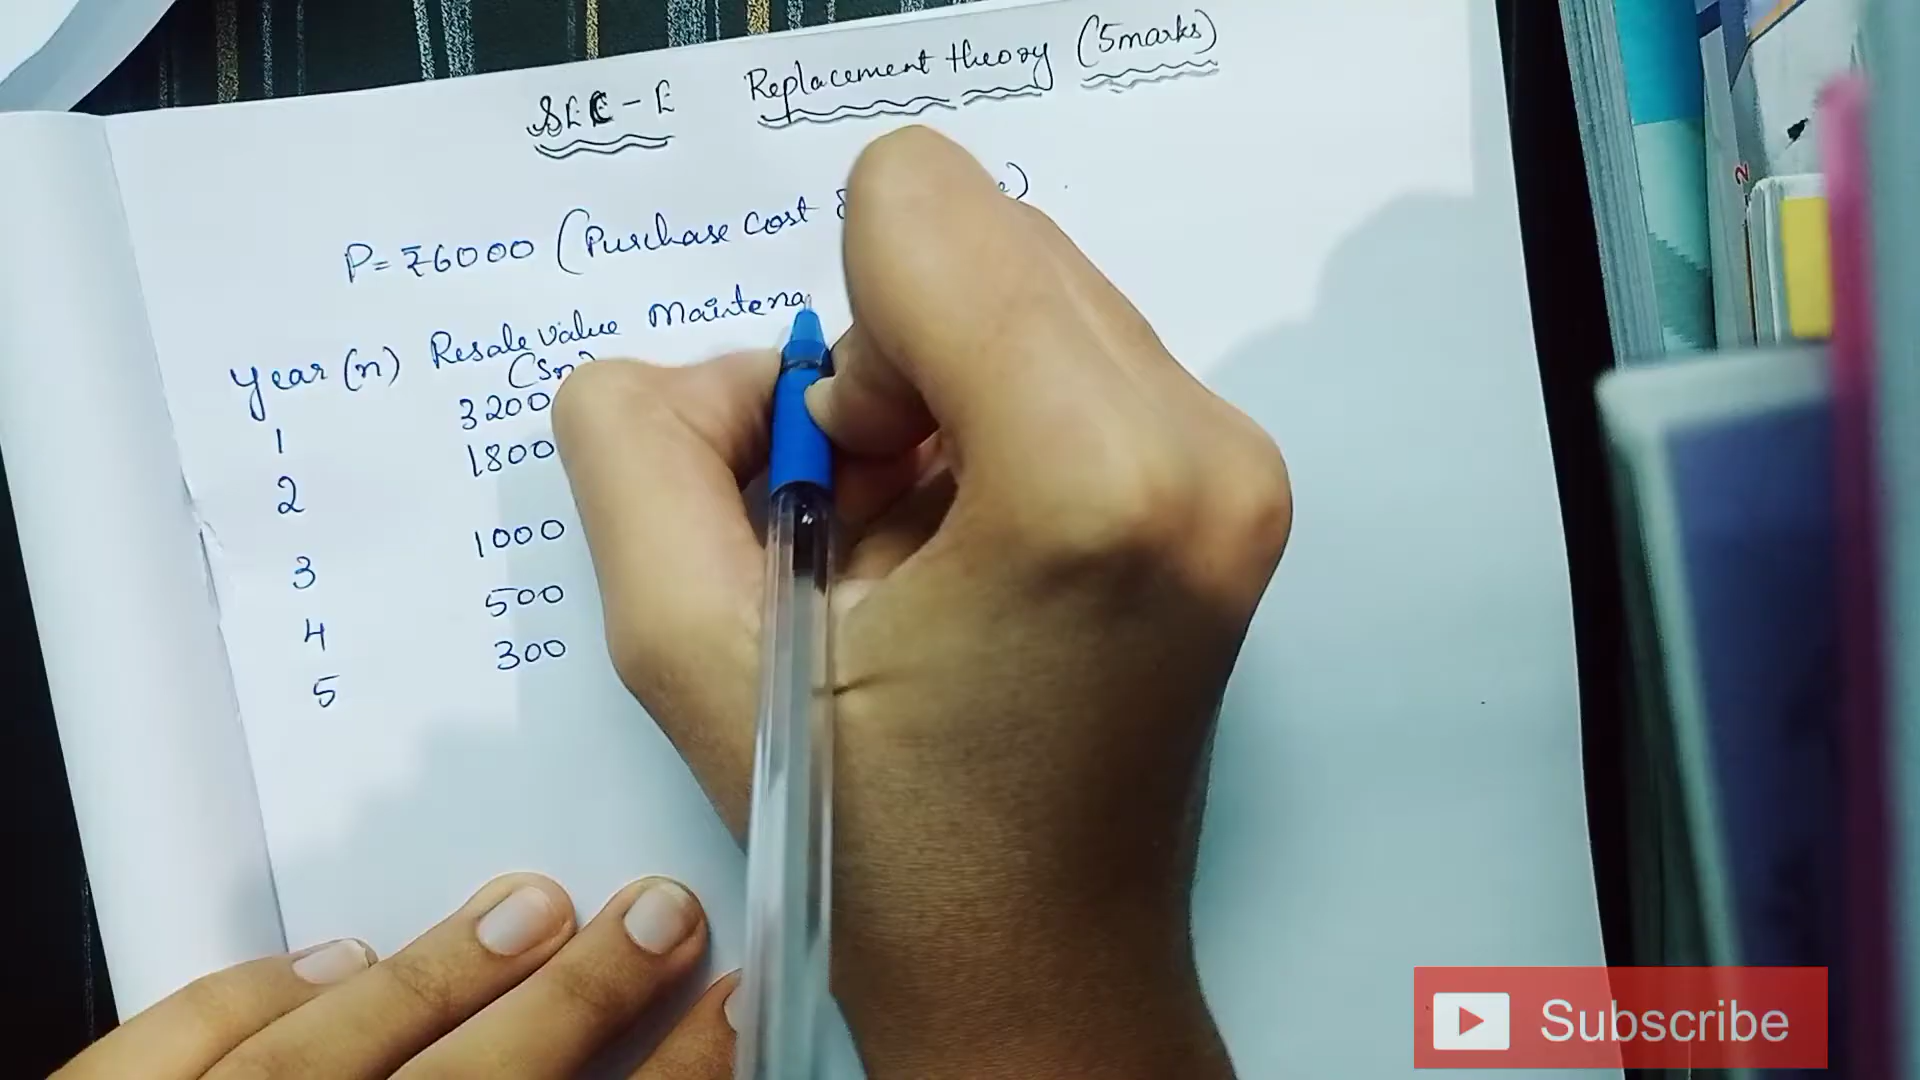 SEC - E Replacement theory (5marks)
P = ₹6000 (Purchase cost
Year (n) Resale value Maintena
(Sn)
1 3200
2 1800
3 1000
4 500
5 300
Subscribe